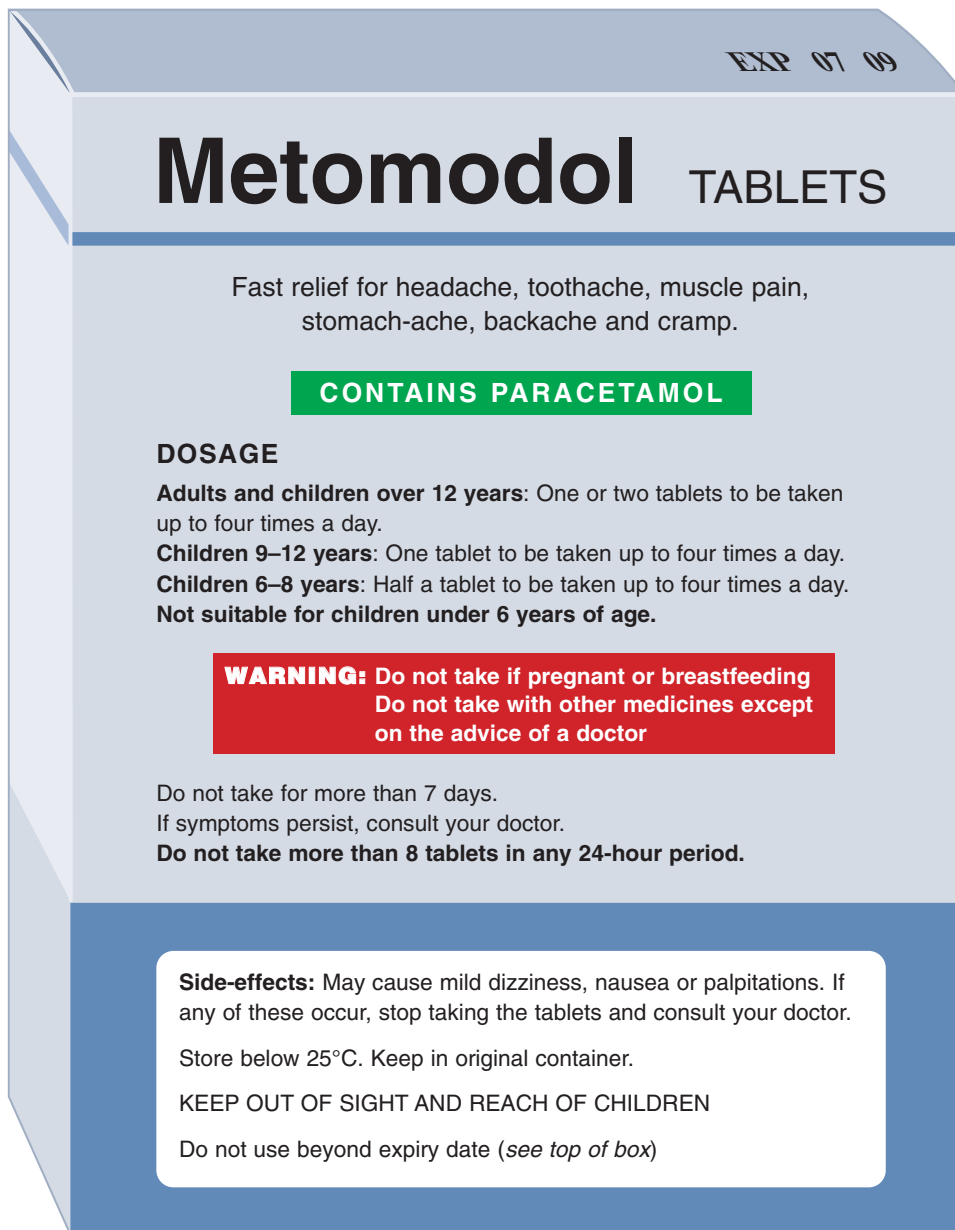 EXP 07 09
Metomodol TABLETS
Fast relief for headache, toothache, muscle pain,
stomach-ache, backache and cramp.
CONTAINS PARACETAMOL
DOSAGE
Adults and children over 12 years: One or two tablets to be taken
up to four times a day.
Children 9–12 years: One tablet to be taken up to four times a day.
Children 6–8 years: Half a tablet to be taken up to four times a day.
Not suitable for children under 6 years of age.
WARNING: Do not take if pregnant or breastfeeding
Do not take with other medicines except
on the advice of a doctor
Do not take for more than 7 days.
If symptoms persist, consult your doctor.
Do not take more than 8 tablets in any 24-hour period.
Side-effects: May cause mild dizziness, nausea or palpitations. If
any of these occur, stop taking the tablets and consult your doctor.
Store below 25°C. Keep in original container.
KEEP OUT OF SIGHT AND REACH OF CHILDREN
Do not use beyond expiry date (see top of box)